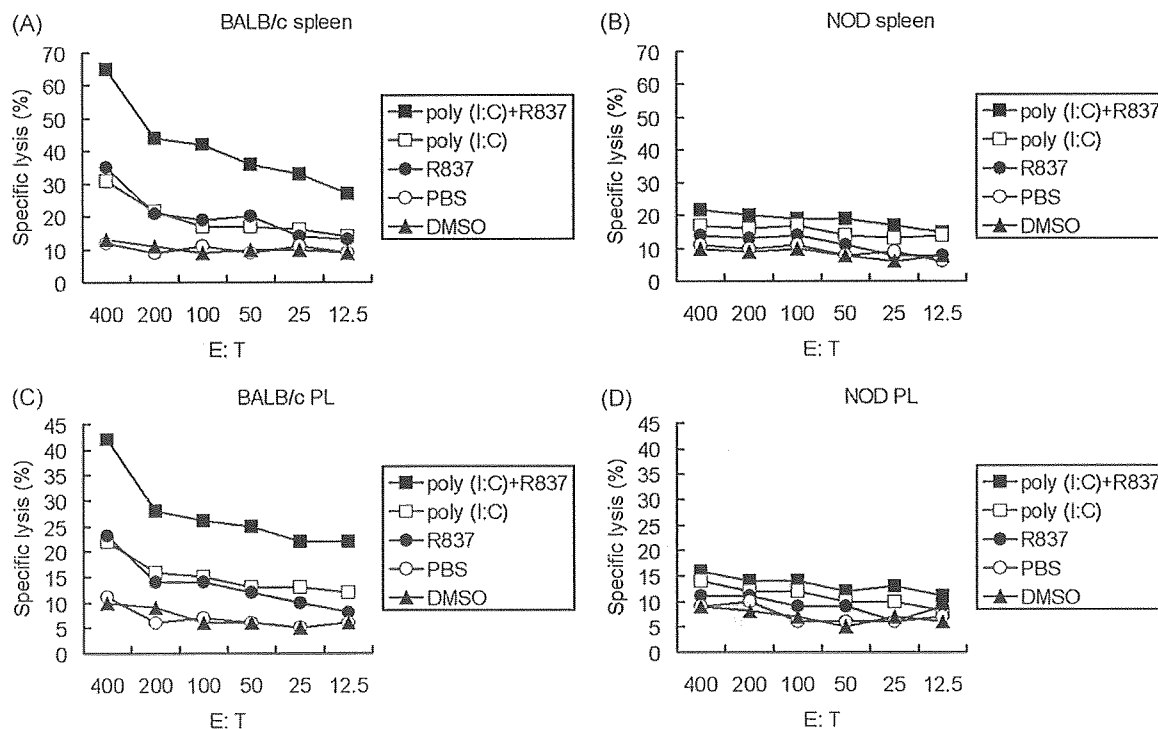 (A)
BALB/c spleen
Specific lysis (%)
70
60
50
40
30
20
10
0
400 200 100 50 25 12.5
E: T
poly (I:C)+R837
poly (I:C)
R837
PBS
DMSO
(B)
NOD spleen
Specific lysis (%)
70
60
50
40
30
20
10
0
400 200 100 50 25 12.5
E: T
poly (I:C)+R837
poly (I:C)
R837
PBS
DMSO
(C)
BALB/c PL
Specific lysis (%)
45
40
35
30
25
20
15
10
5
0
400 200 100 50 25 12.5
E: T
poly (I:C)+R837
poly (I:C)
R837
PBS
DMSO
(D)
NOD PL
Specific lysis (%)
45
40
35
30
25
20
15
10
5
0
400 200 100 50 25 12.5
E: T
poly (I:C)+R837
poly (I:C)
R837
PBS
DMSO